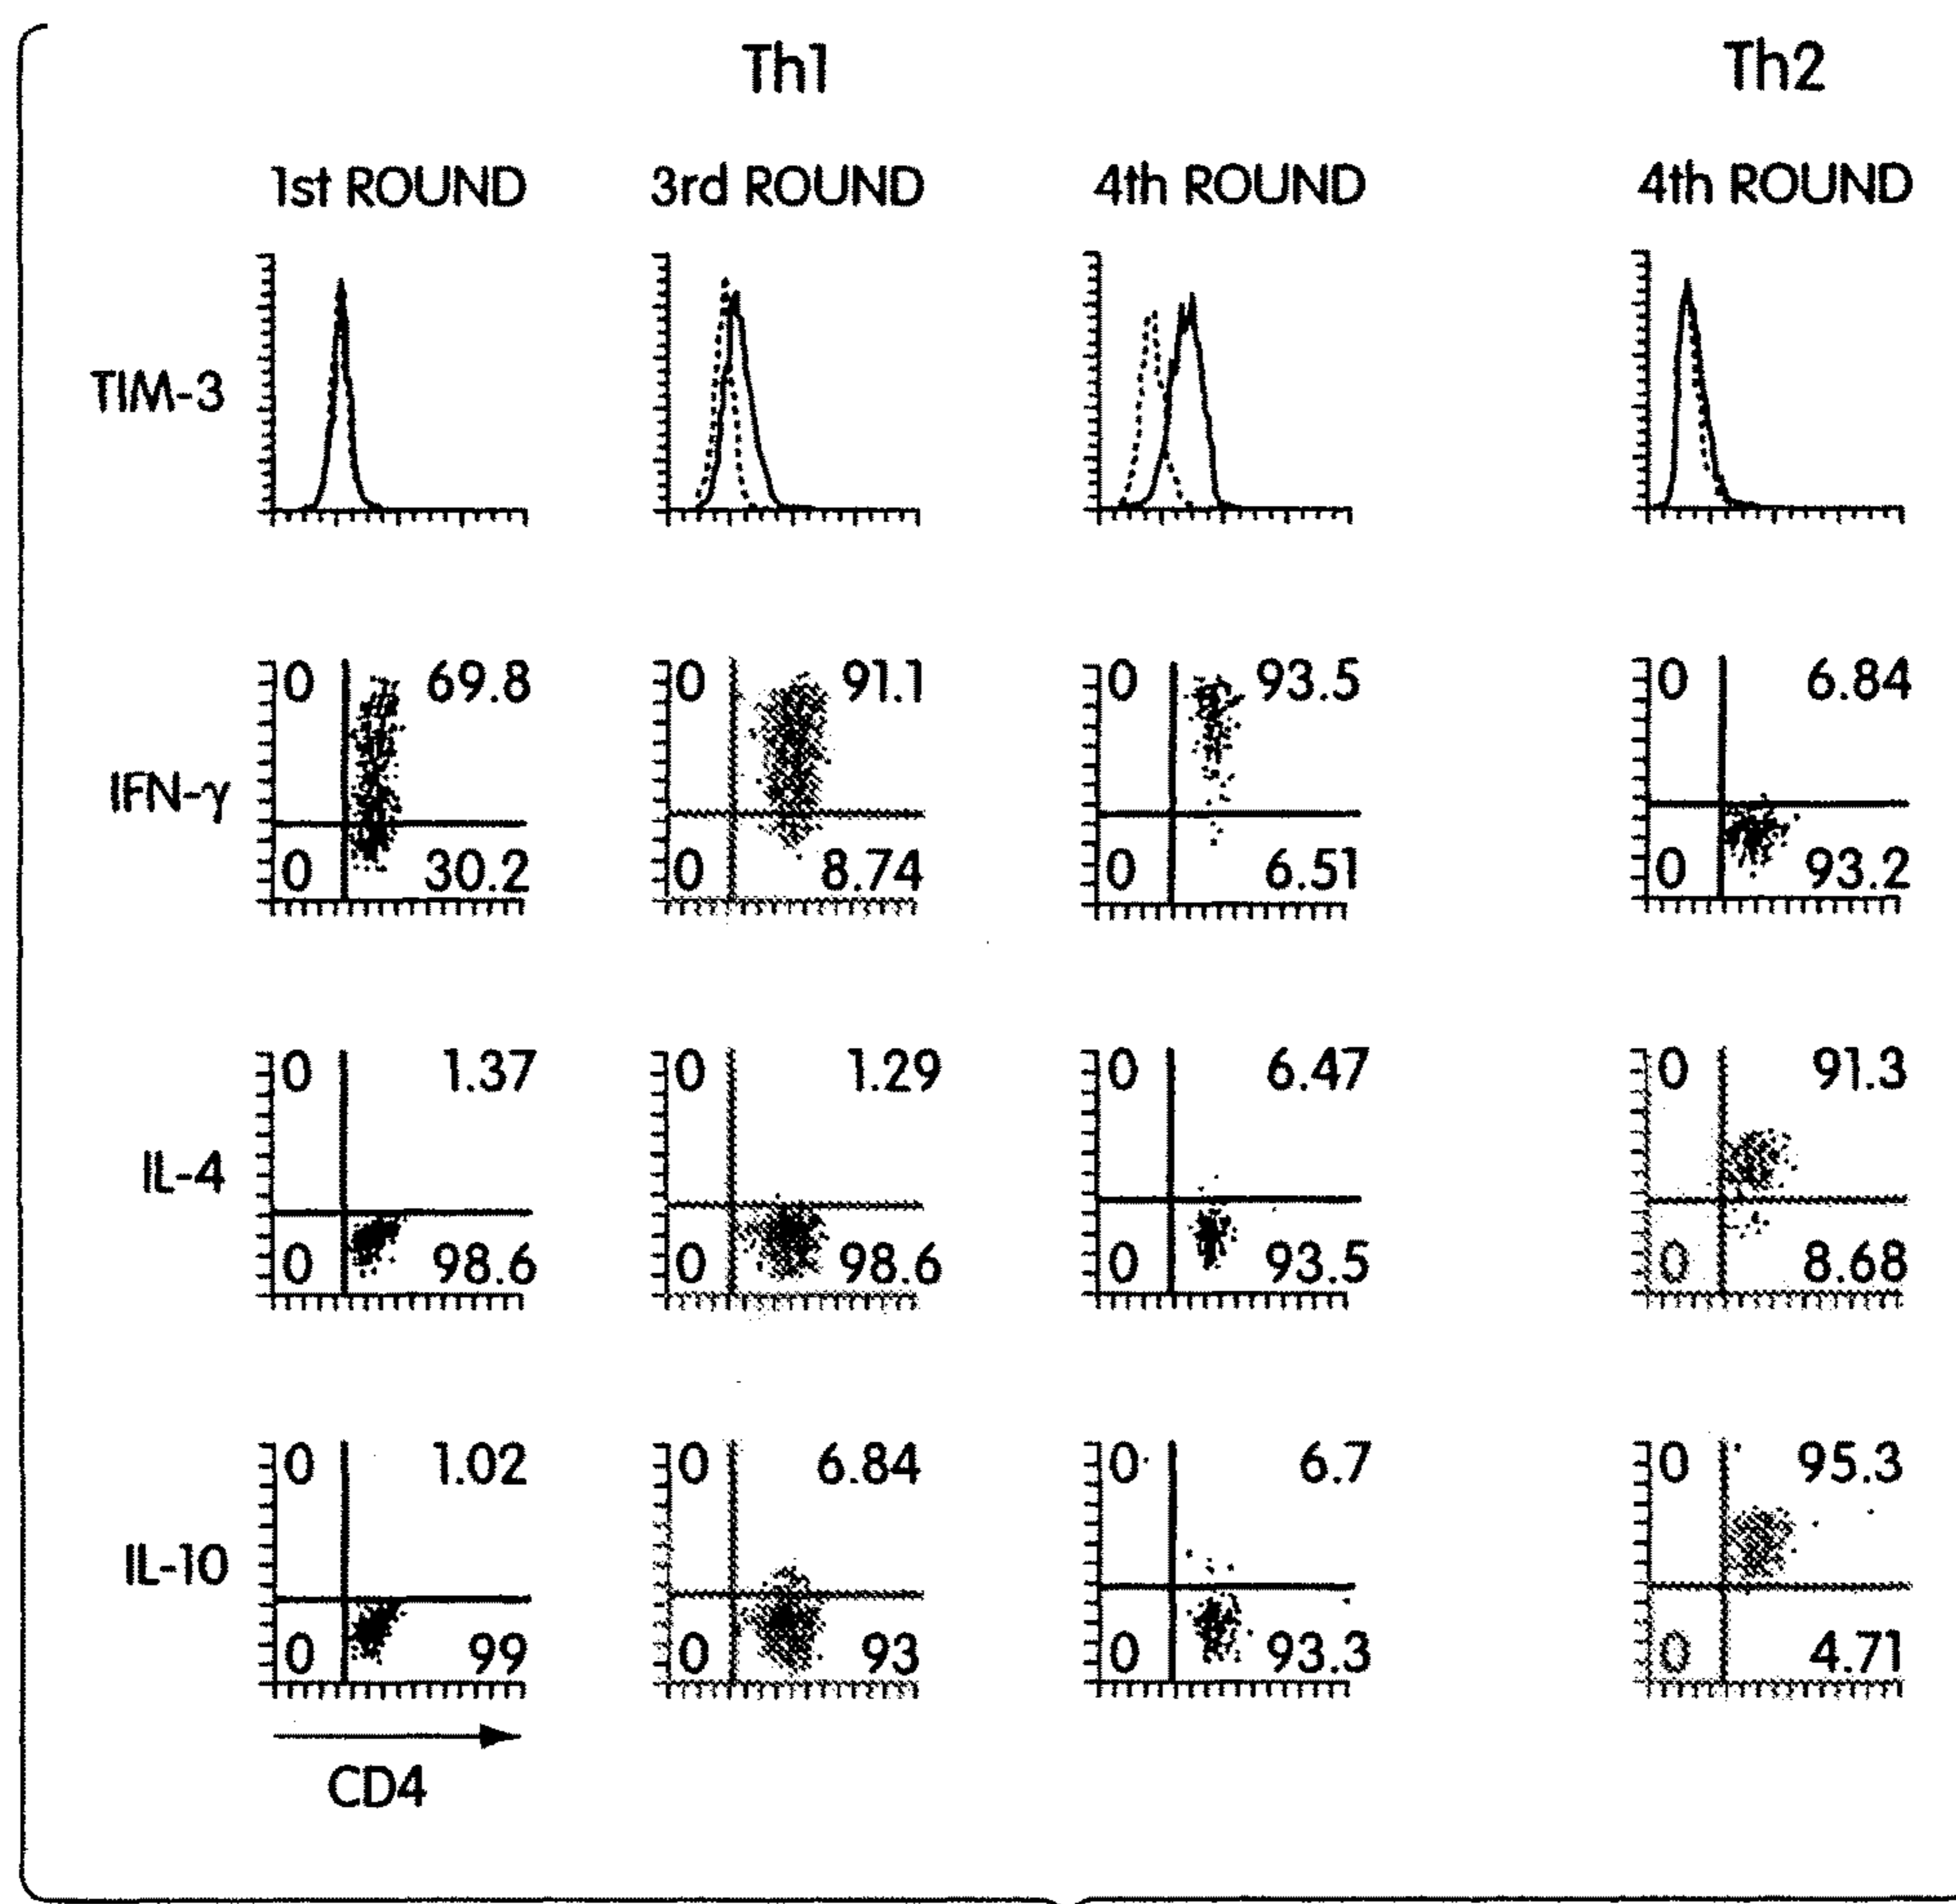 Th1 Th2
1st ROUND 3rd ROUND 4th ROUND 4th ROUND
TIM-3
0 69.8 0 91.1 0 93.5 0 6.84
IFN-γ
0 30.2 0 8.74 0 6.51 0 93.2
0 1.37 0 1.29 0 6.47 0 91.3
IL-4
0 98.6 0 98.6 0 93.5 0 8.68
0 1.02 0 6.84 0 6.7 0 95.3
IL-10
0 99 0 93 0 93.3 0 4.71
CD4